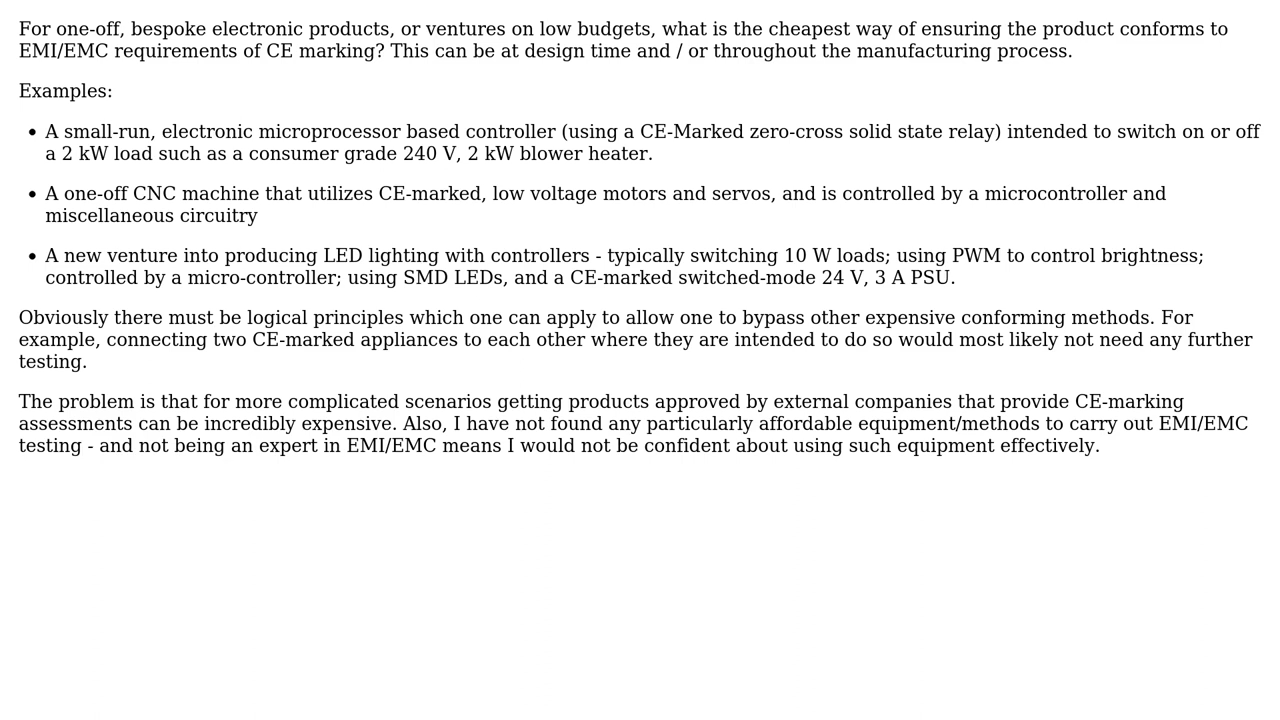 For one-off, bespoke electronic products, or ventures on low budgets, what is the cheapest way of ensuring the product conforms to
EMI/EMC requirements of CE marking? This can be at design time and / or throughout the manufacturing process.
Examples:
• A small-run, electronic microprocessor based controller (using a CE-Marked zero-cross solid state relay) intended to switch on or off
a 2 kW load such as a consumer grade 240 V, 2 kW blower heater.
• A one-off CNC machine that utilizes CE-marked, low voltage motors and servos, and is controlled by a microcontroller and
miscellaneous circuitry
• A new venture into producing LED lighting with controllers - typically switching 10 W loads; using PWM to control brightness;
controlled by a micro-controller; using SMD LEDs, and a CE-marked switched-mode 24 V, 3 A PSU.
Obviously there must be logical principles which one can apply to allow one to bypass other expensive conforming methods. For
example, connecting two CE-marked appliances to each other where they are intended to do so would most likely not need any further
testing.
The problem is that for more complicated scenarios getting products approved by external companies that provide CE-marking
assessments can be incredibly expensive. Also, I have not found any particularly affordable equipment/methods to carry out EMI/EMC
testing - and not being an expert in EMI/EMC means I would not be confident about using such equipment effectively.